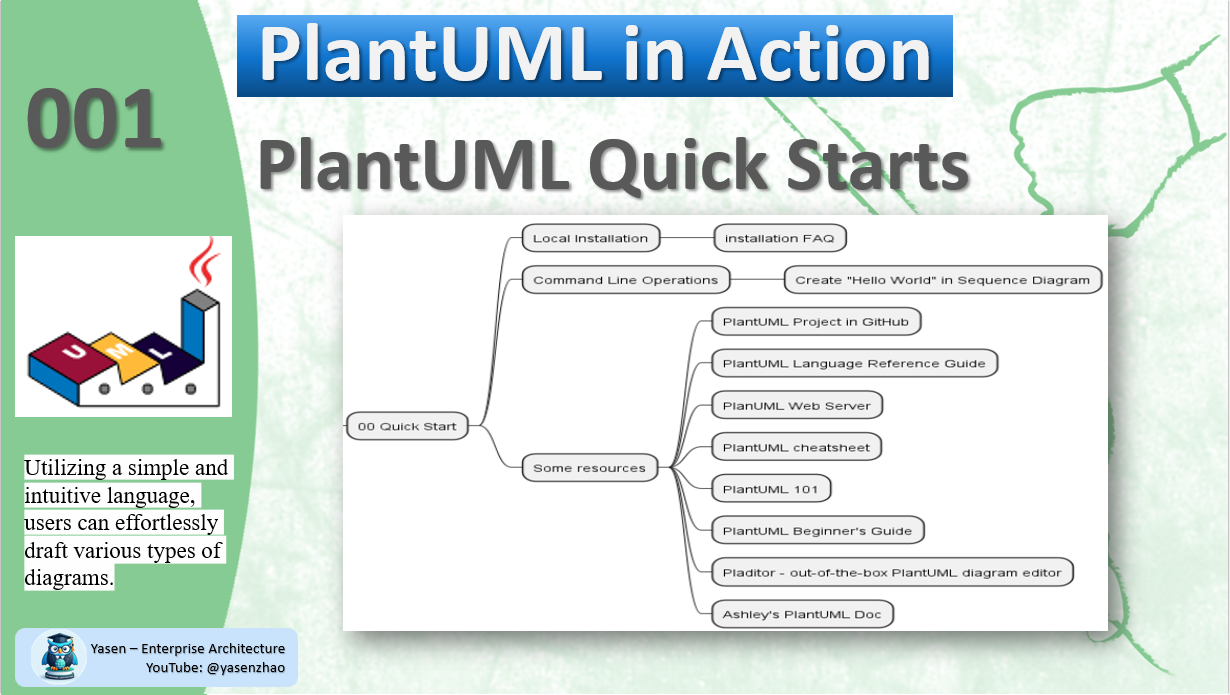 PlantUML in Action
001
PlantUML Quick Starts
Local Installation
installation FAQ
Command Line Operations
Create "Hello World" in Sequence Diagram
PlantUML Project in GitHub
PlantUML Language Reference Guide
PlanUML Web Server
00 Quick Start
PlantUML cheatsheet
Some resources
PlantUML 101
PlantUML Beginner's Guide
Pladitor - out-of-the-box PlantUML diagram editor
Ashley's PlantUML Doc
U M L
Utilizing a simple and
intuitive language,
users can effortlessly
draft various types of
diagrams.
Yasen – Enterprise Architecture
YouTube: @yasenzhao